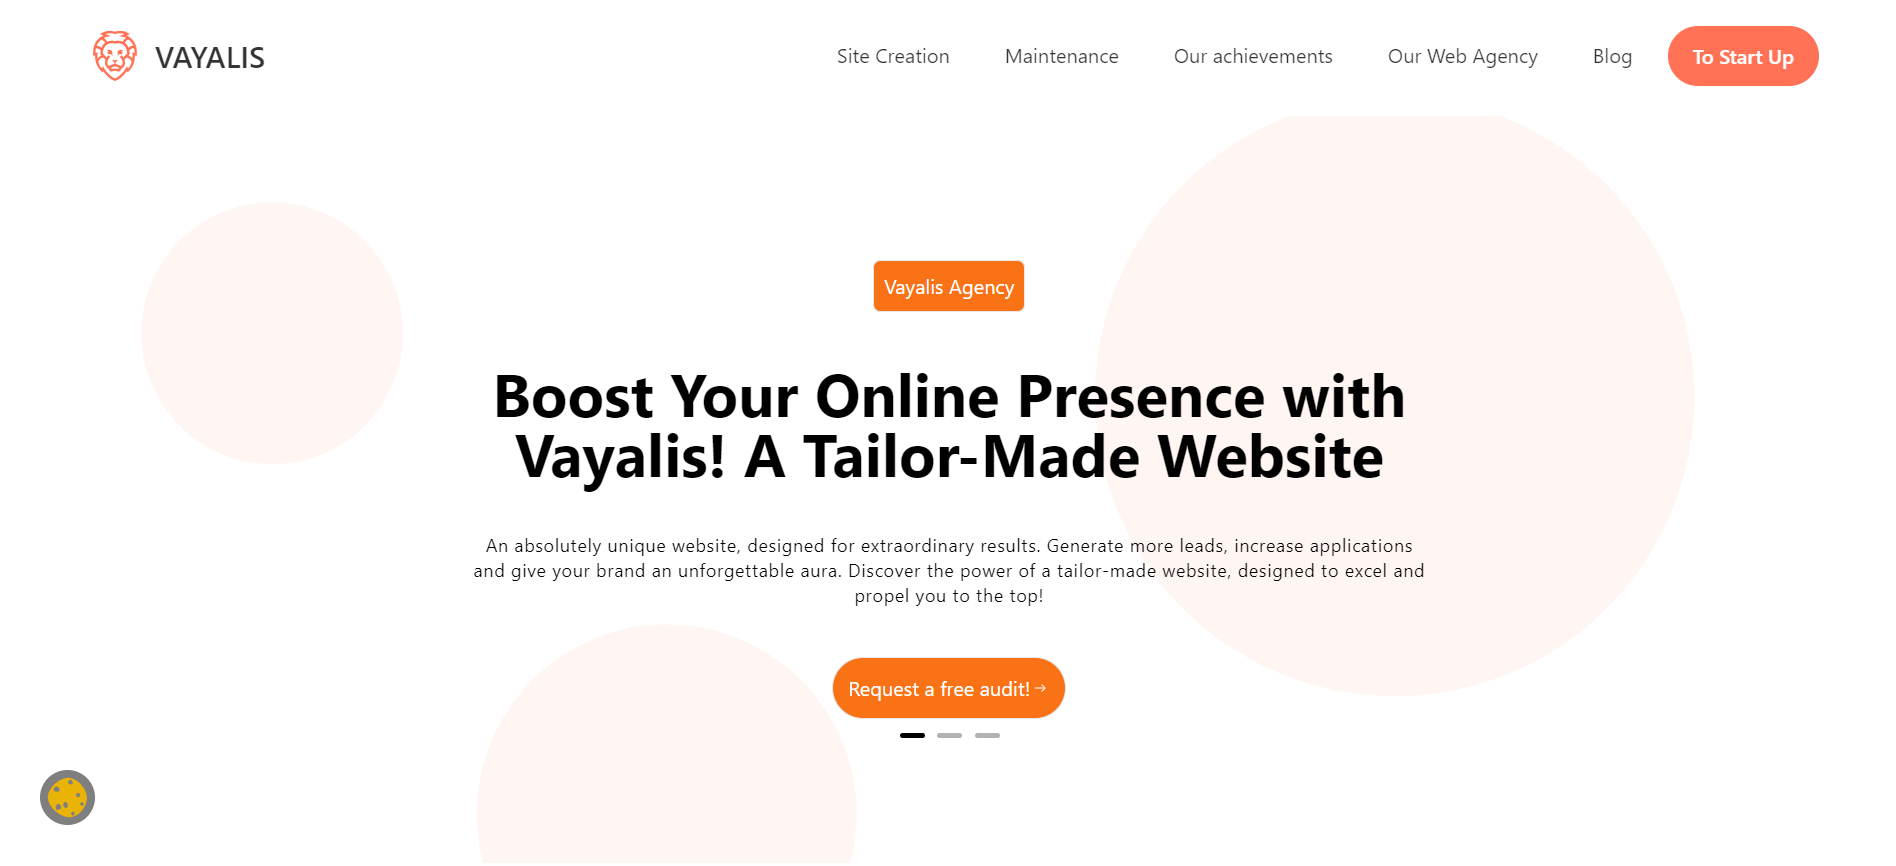 VAYALIS
Site Creation
Maintenance
Our achievements
Our Web Agency
Blog
To Start Up
Vayalis Agency
Boost Your Online Presence with
Vayalis! A Tailor-Made Website
An absolutely unique website, designed for extraordinary results. Generate more leads, increase applications
and give your brand an unforgettable aura. Discover the power of a tailor-made website, designed to excel and
propel you to the top!
Request a free audit!